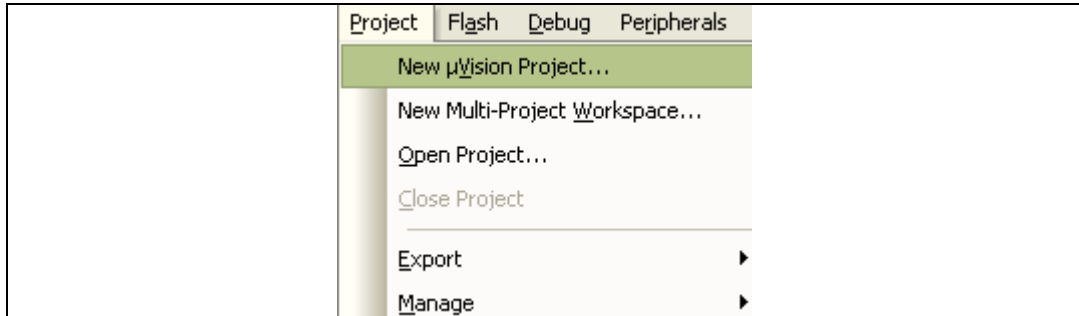 Project Flash Debug Peripherals
New µVision Project...
New Multi-Project Workspace...
Open Project...
Close Project
Export
Manage